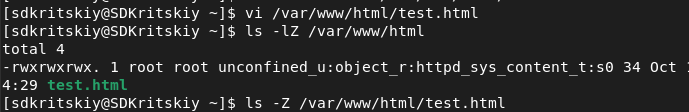 [sdkritskiy@SDKritskiy ~]$ vi /var/www/html/test.html
[sdkritskiy@SDKritskiy ~]$ ls -lZ /var/www/html
total 4
-rwxrwxrwx. 1 root root unconfined_u:object_r:httpd_sys_content_t:s0 34 Oct
4:29 test.html
[sdkritskiy@SDKritskiy ~]$ ls -Z /var/www/html/test.html